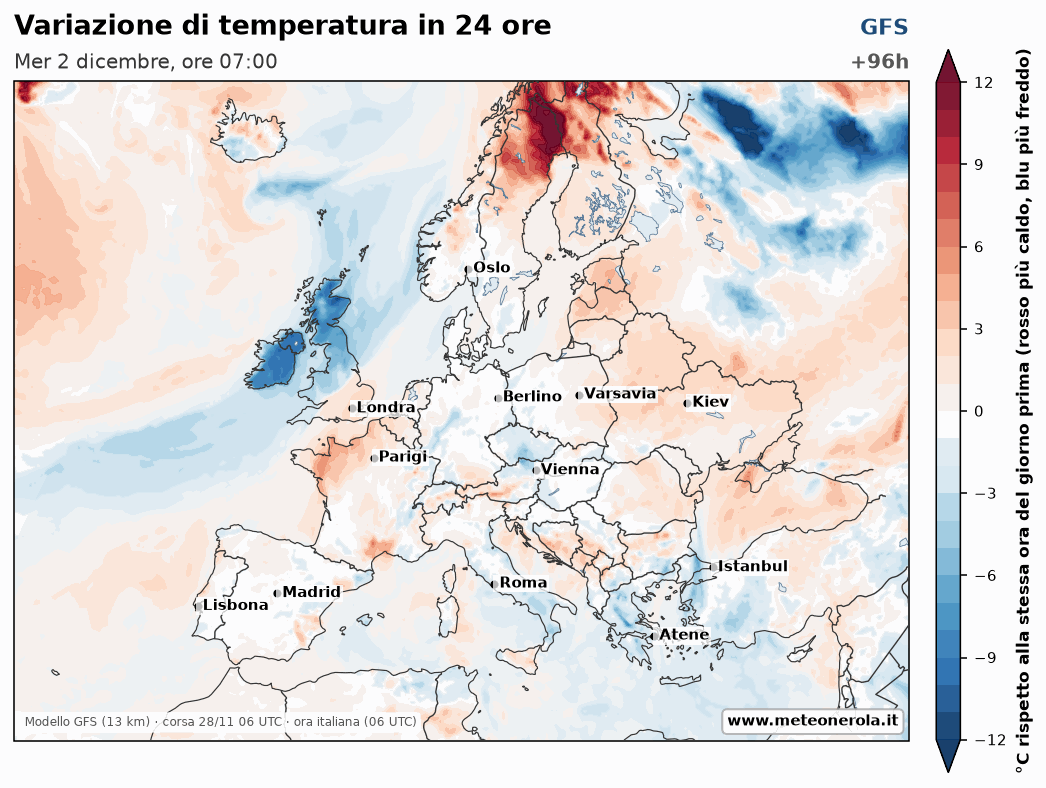 Variazione di temperatura in 24 ore
GFS
Mer 2 dicembre, ore 07:00
+96h
Oslo
Londra
Berlino
Varsavia
Kiev
Parigi
Vienna
Istanbul
Madrid
Roma
Lisbona
Atene
Modello GFS (13 km) · corsa 28/11 06 UTC · ora italiana (06 UTC)
www.meteonerola.it
12
9
6
3
0
−3
−6
−9
−12
°C rispetto alla stessa ora del giorno prima (rosso più caldo, blu più freddo)